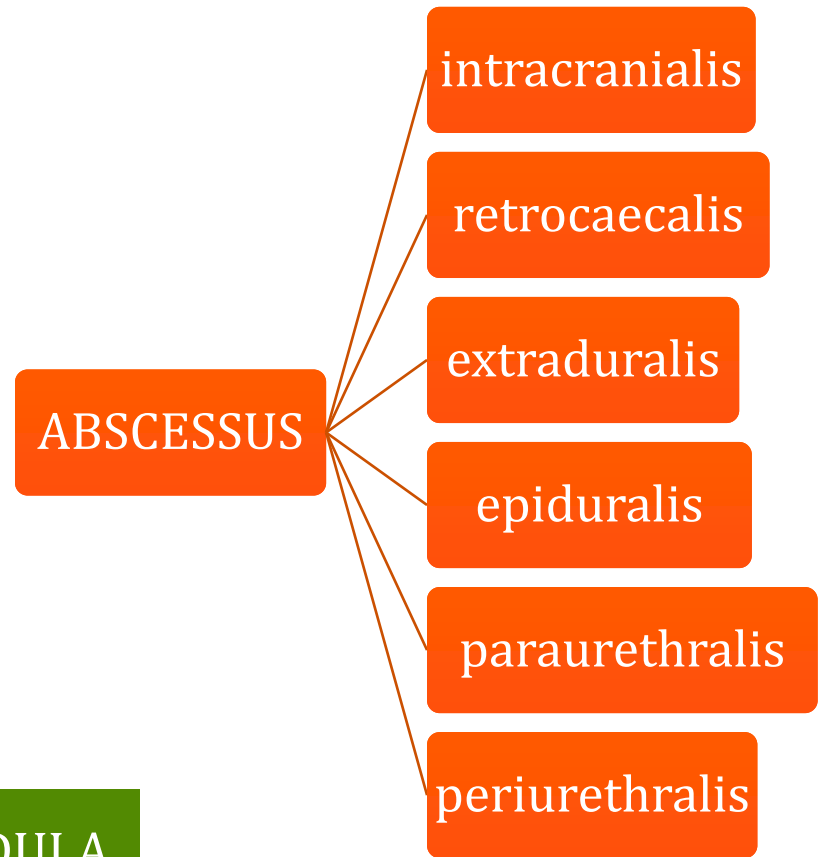 intracranialis
retrocaecalis
extraduralis
ABSCESSUS
epiduralis
paraurethralis
periurethralis